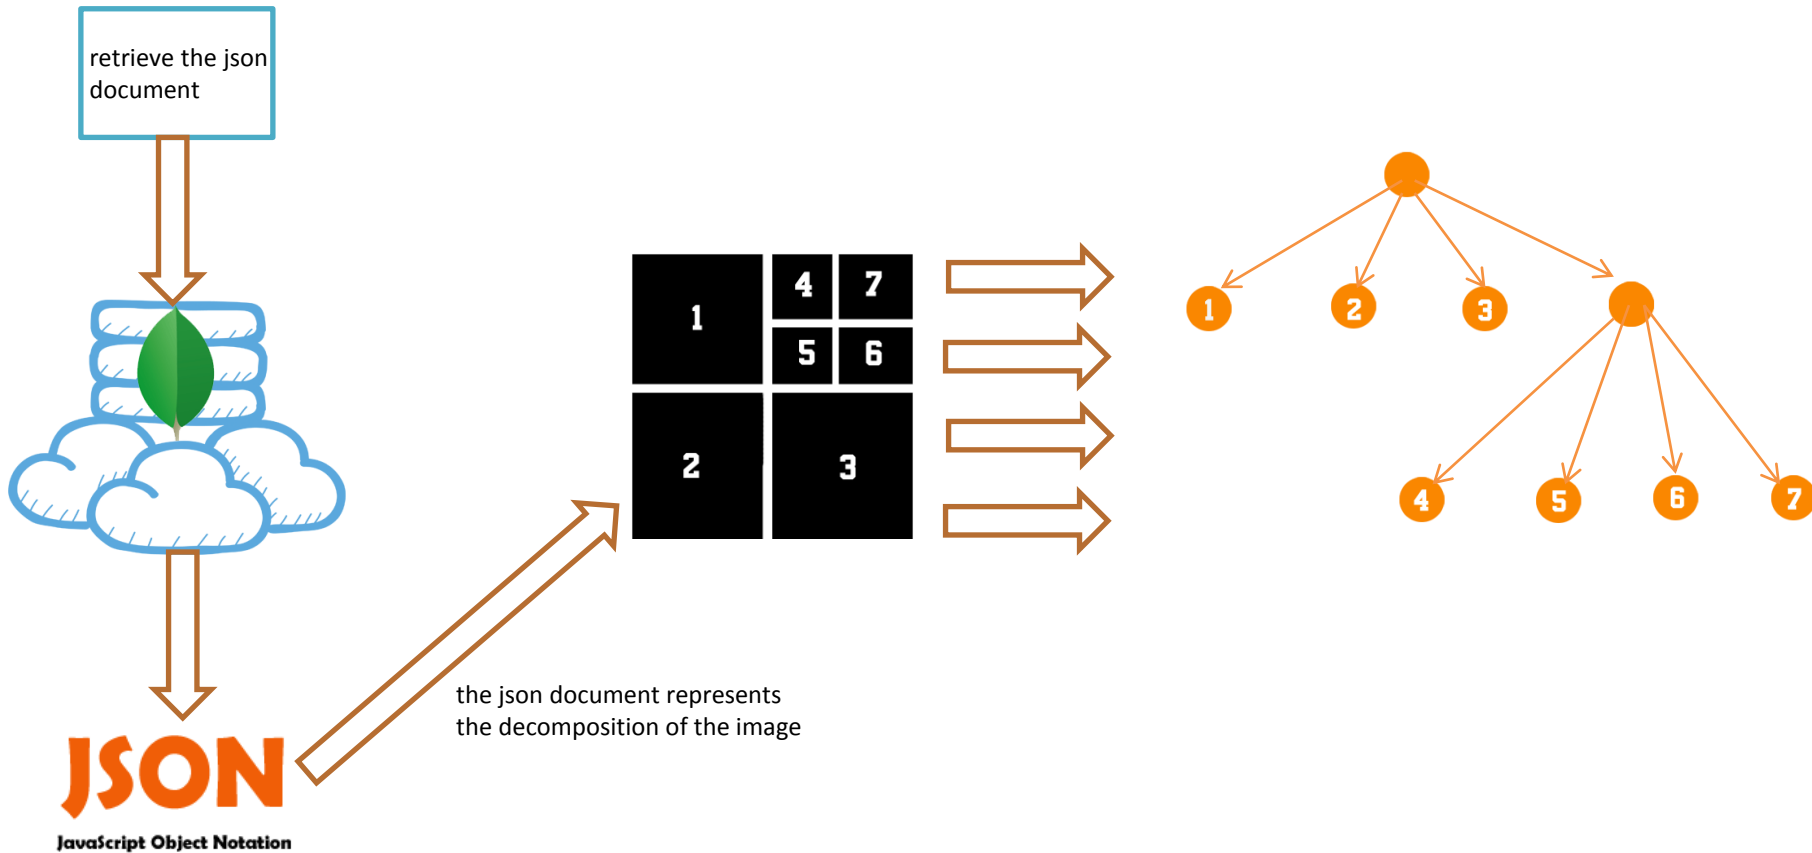 retrieve the json
document
1
4
7
5
6
2
3
1
2
3
4
5
6
7
the json document represents
the decomposition of the image
JSON
JavaScript Object Notation